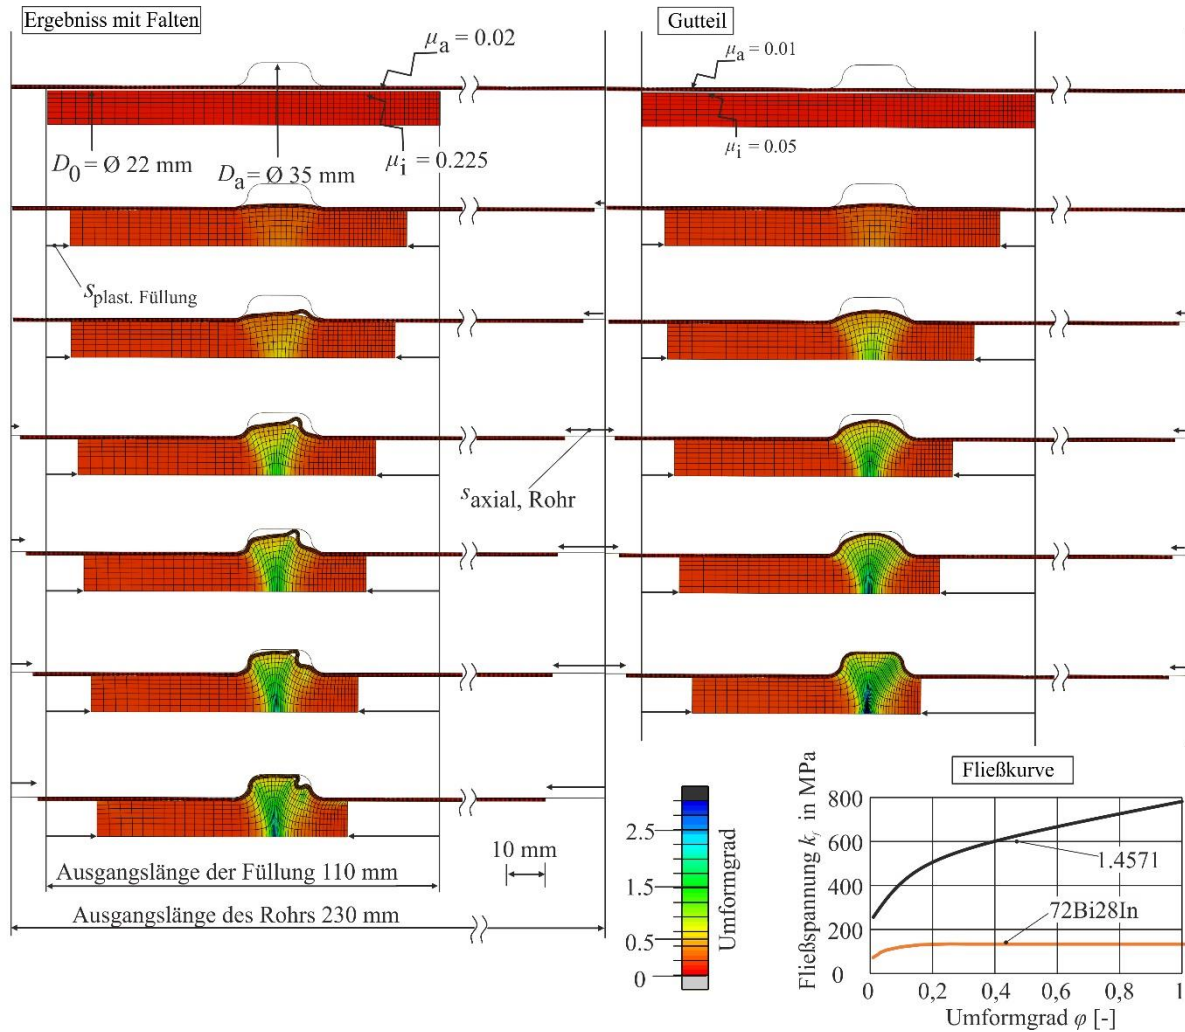 Ergebniss mit Falten
Gutteil
μa = 0.02
μa = 0.01
D0 = Ø 22 mm
Da = Ø 35 mm
μi = 0.225
μi = 0.05
splast. Füllung
saxial, Rohr
Ausgangslänge der Füllung 110 mm
Ausgangslänge des Rohrs 230 mm
10 mm
2.5
1.5
0.5
0
Umformgrad
Fließkurve
Fließspannung kf in MPa
800
600
400
200
0
1.4571
72Bi28In
0 0,2 0,4 0,6 0,8 1
Umformgrad φ [-]